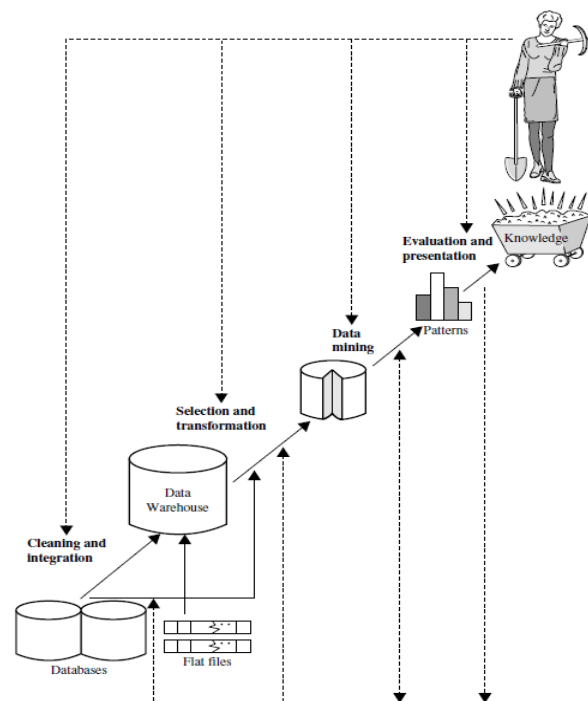 Knowledge
Evaluation and
presentation
Patterns
Data
mining
Selection and
transformation
Data
Warehouse
Cleaning and
integration
Flat files
Databases